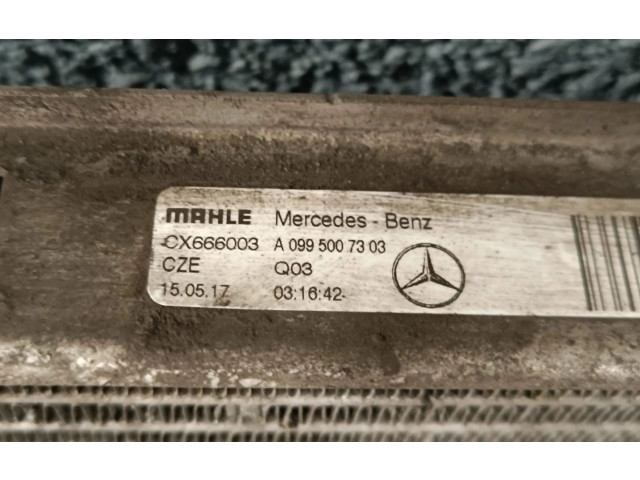 MAHLE Mercedes - Benz
CX666003 A 099 500 73 03
CZE Q03
15.05.17 03:16:42